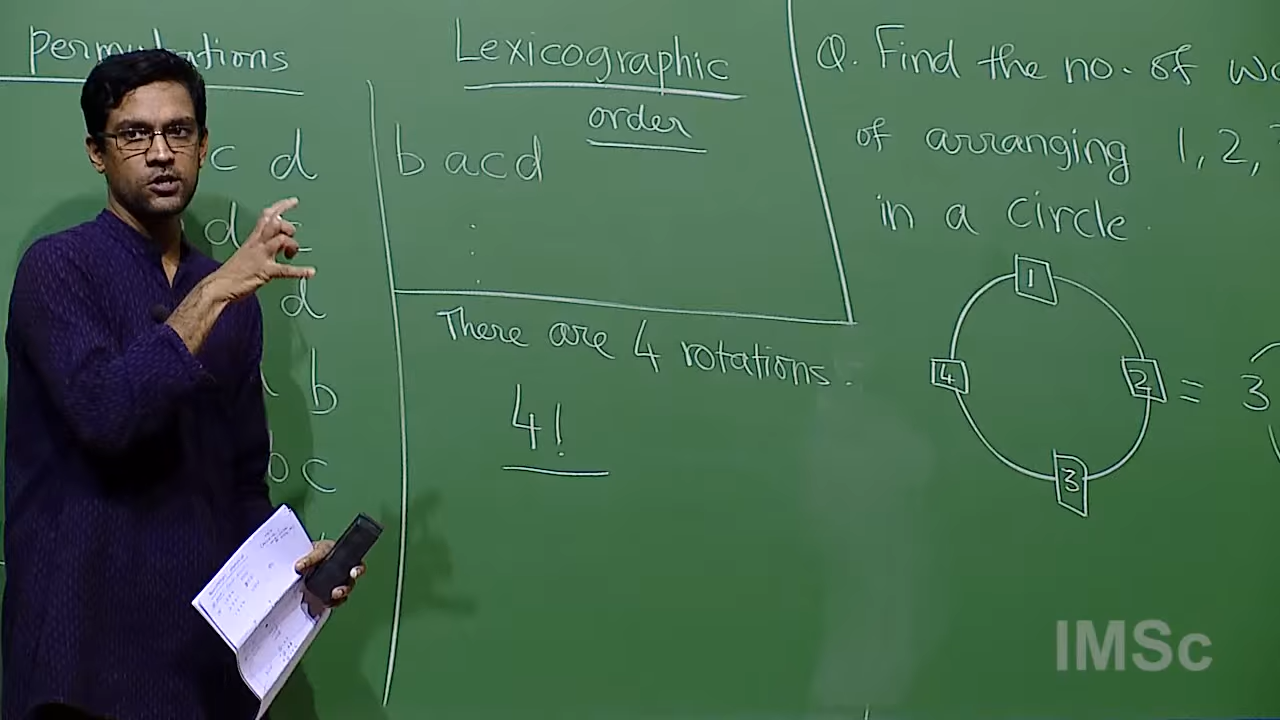 permutations
c d
d c
d
b
b c
Lexicographic
order
b a c d
There are 4 rotations.
4!
Q. Find the no. of
of arranging 1, 2,
in a circle.
1
4
2
= 3
3
IMSc